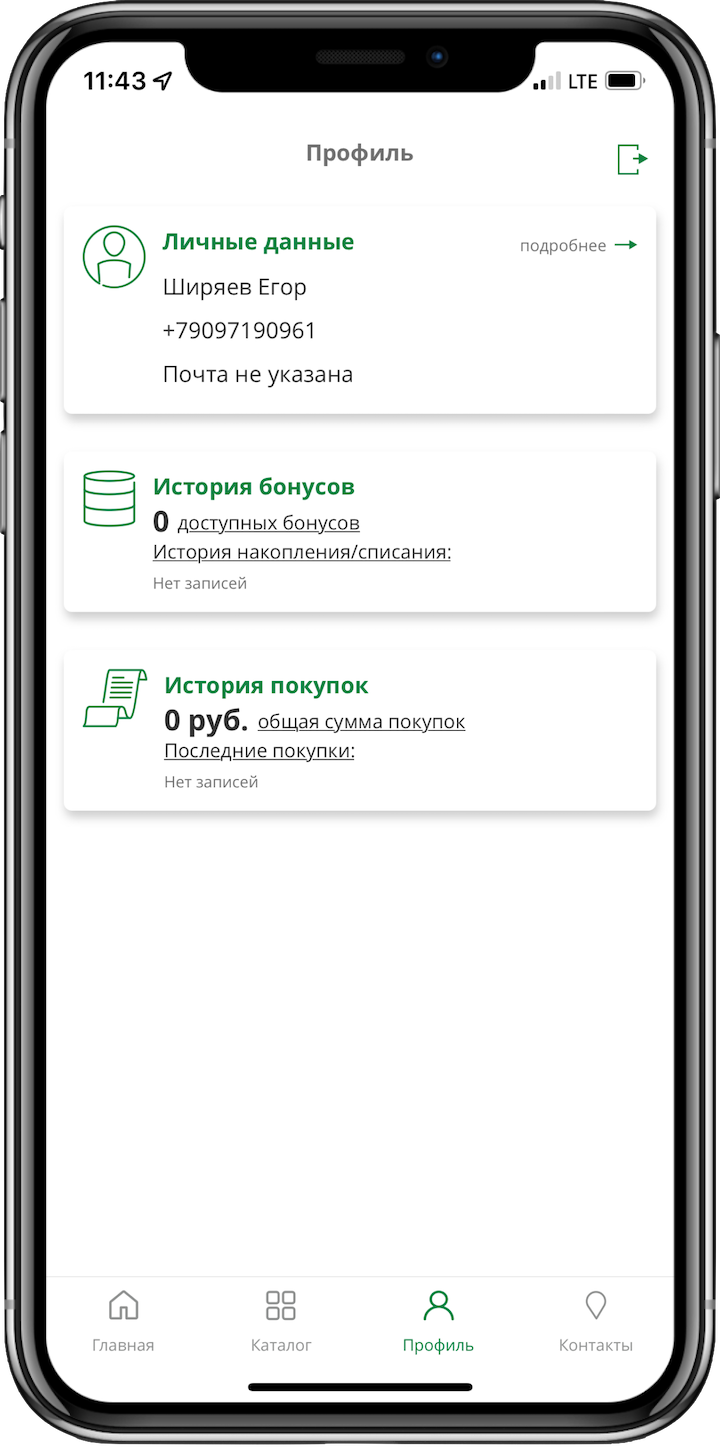 11:43 LTE
Профиль
Личные данные подробнее
Ширяев Егор
+79097190961
Почта не указана
История бонусов
0 доступных бонусов
История накопления/списания:
Нет записей
История покупок
0 руб. общая сумма покупок
Последние покупки:
Нет записей
Главная Каталог Профиль Контакты